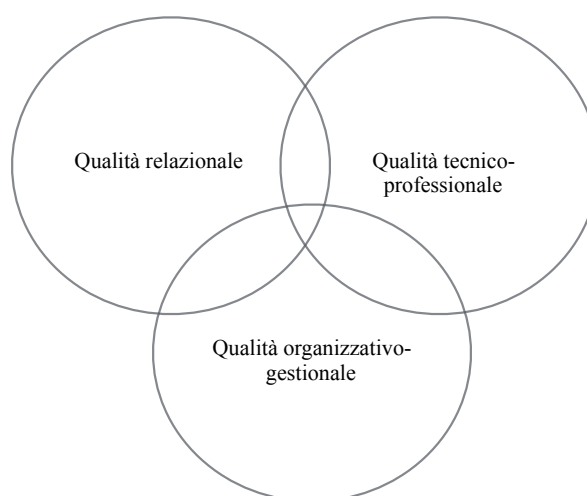 Qualità relazionale
Qualità tecnico-
professionale
Qualità organizzativo-
gestionale